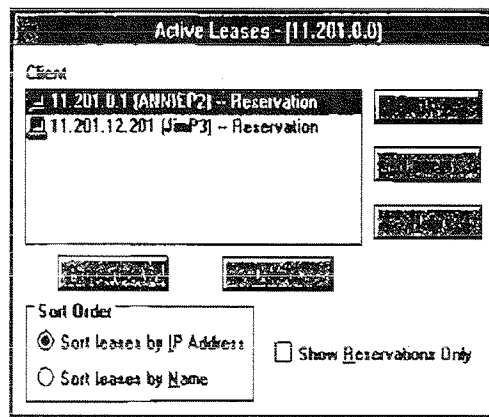 Active Leases - [11.201.0.0]
Client
11.201.0.1 [ANNIEP2] -- Reservation
11.201.12.201 [JimP3] -- Reservation
Sort Order
Sort leases by IP Address
Sort leases by Name
Show Reservations Only